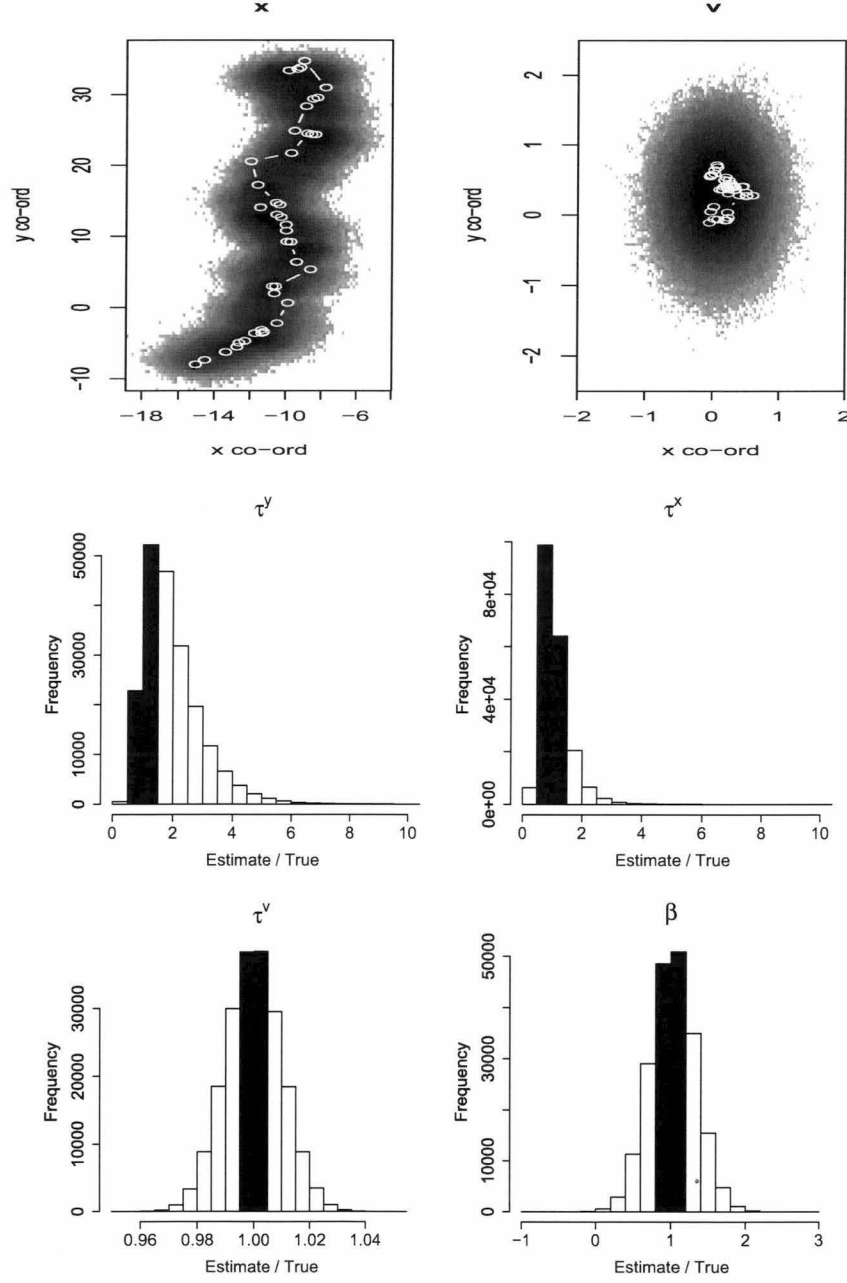 x
v
y co-ord
30
20
10
0
-10
-18
-14
-10
-6
x co-ord
y co-ord
2
1
0
-1
-2
-2
-1
0
1
2
x co-ord
τy
Frequency
50000
30000
10000
0
0
2
4
6
8
10
Estimate / True
τx
Frequency
8e+04
4e+04
0e+00
0
2
4
6
8
10
Estimate / True
τv
Frequency
30000
20000
10000
0
0.96
0.98
1.00
1.02
1.04
Estimate / True
β
Frequency
50000
30000
10000
0
-1
0
1
2
3
Estimate / True